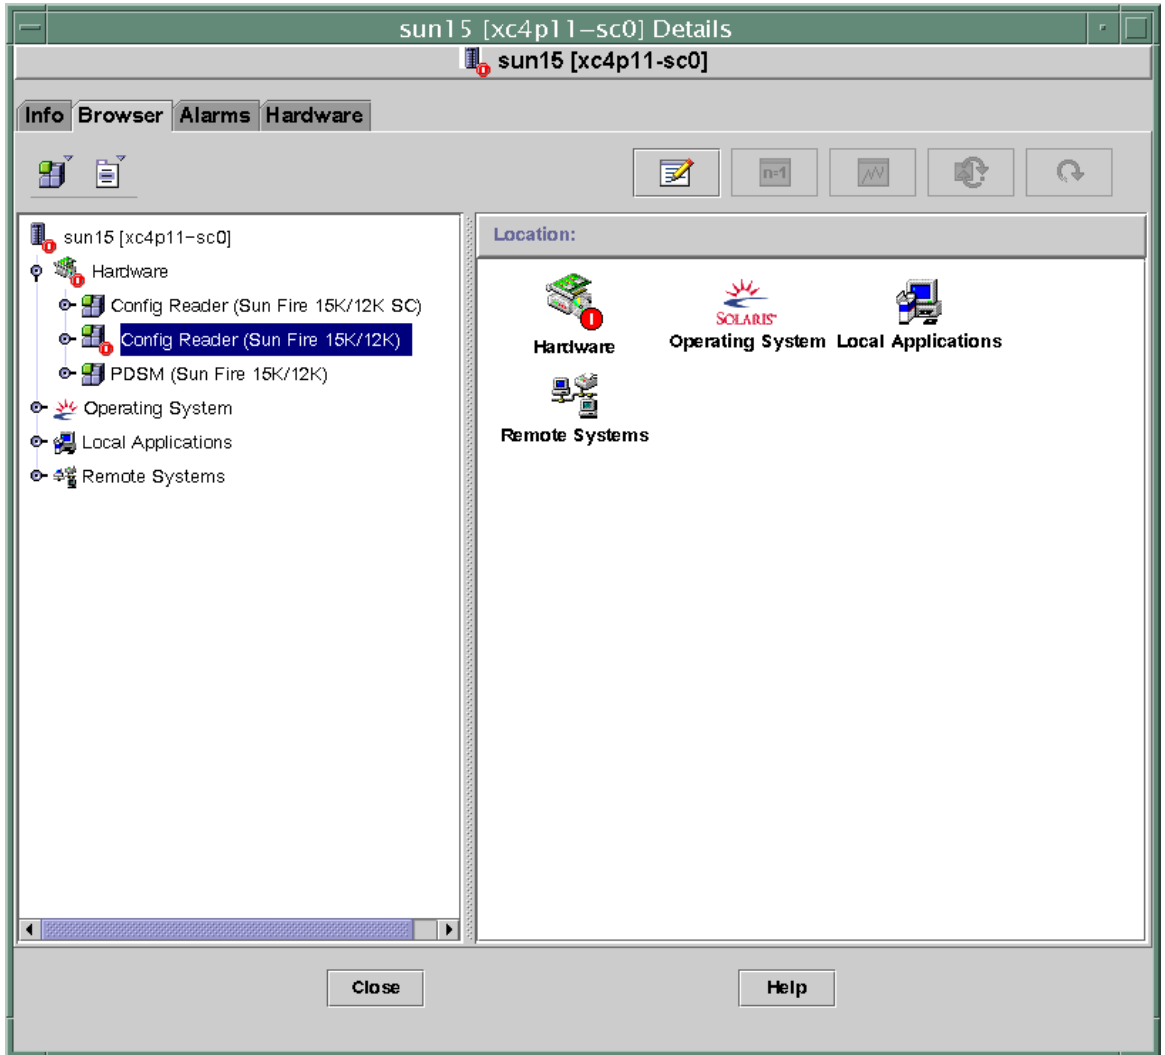 sun15 [xc4p11-sc0] Details
sun15 [xc4p11-sc0]
Info Browser Alarms Hardware
n=1
sun15 [xc4p11-sc0]
Hardware
Config Reader (Sun Fire 15K/12K SC)
Config Reader (Sun Fire 15K/12K)
PDSM (Sun Fire 15K/12K)
Operating System
Local Applications
Remote Systems
Location:
Hardware
SOLARIS
Operating System
Local Applications
Remote Systems
Close
Help